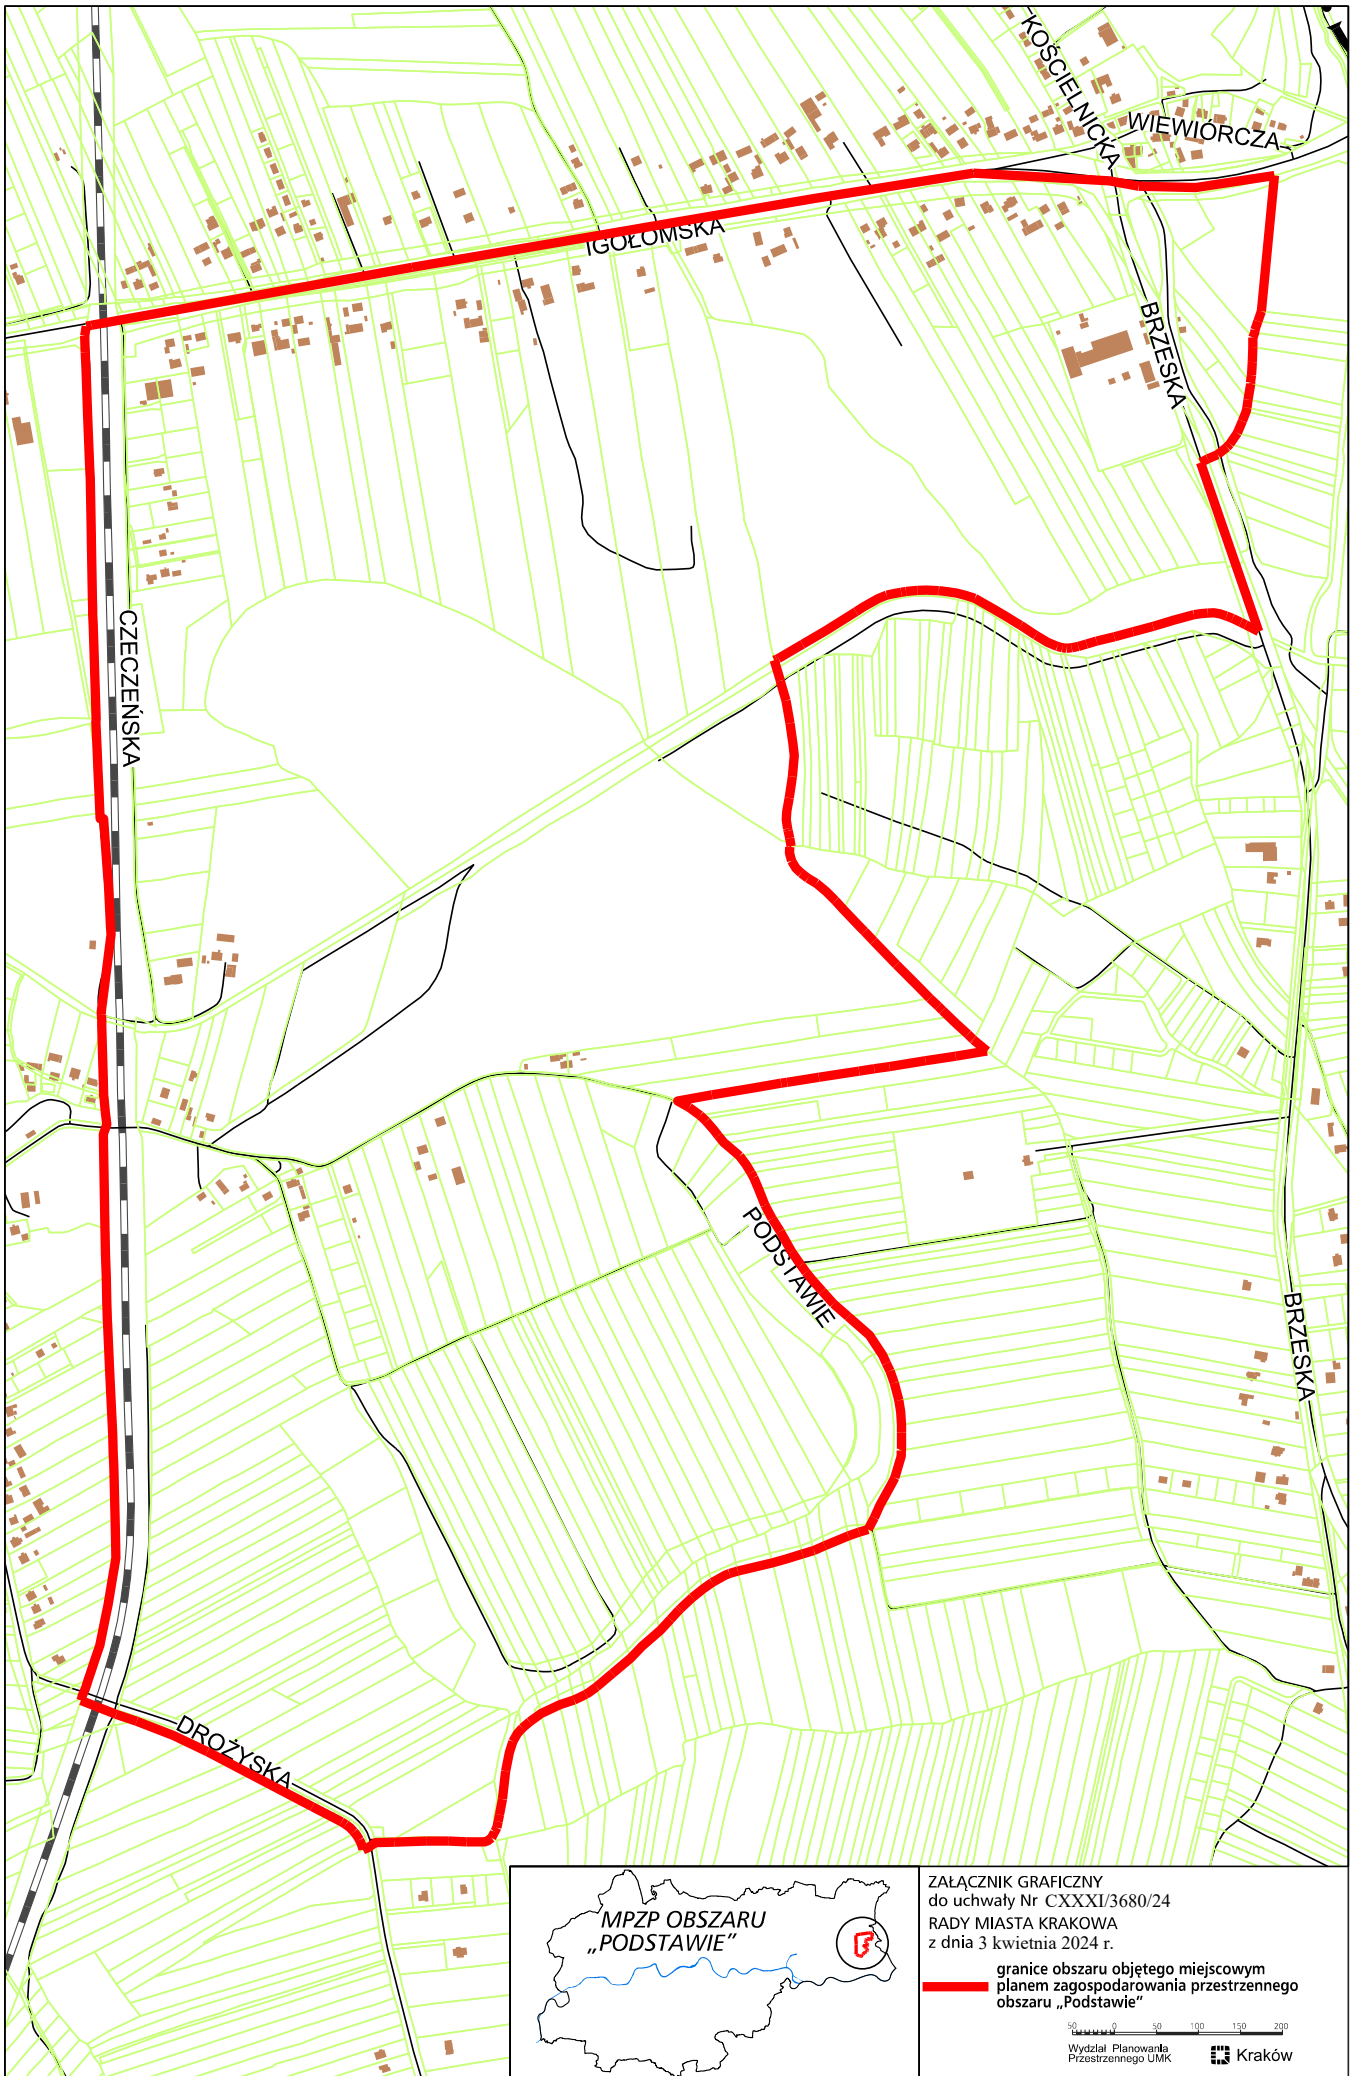 KOŚCIELNICKA
WIEWIÓRCZA
IGOŁOMSKA
BRZESKA
CZECZEŃSKA
PODSTAWIE
BRZESKA
DROŻYSKA
MPZP OBSZARU
„PODSTAWIE”
ZAŁĄCZNIK GRAFICZNY
do uchwały Nr CXXXI/3680/24
RADY MIASTA KRAKOWA
z dnia 3 kwietnia 2024 r.
granice obszaru objętego miejscowym
planem zagospodarowania przestrzennego
obszaru „Podstawie”
50 0 50 100 150 200
Wydział Planowania
Przestrzennego UMK
Kraków